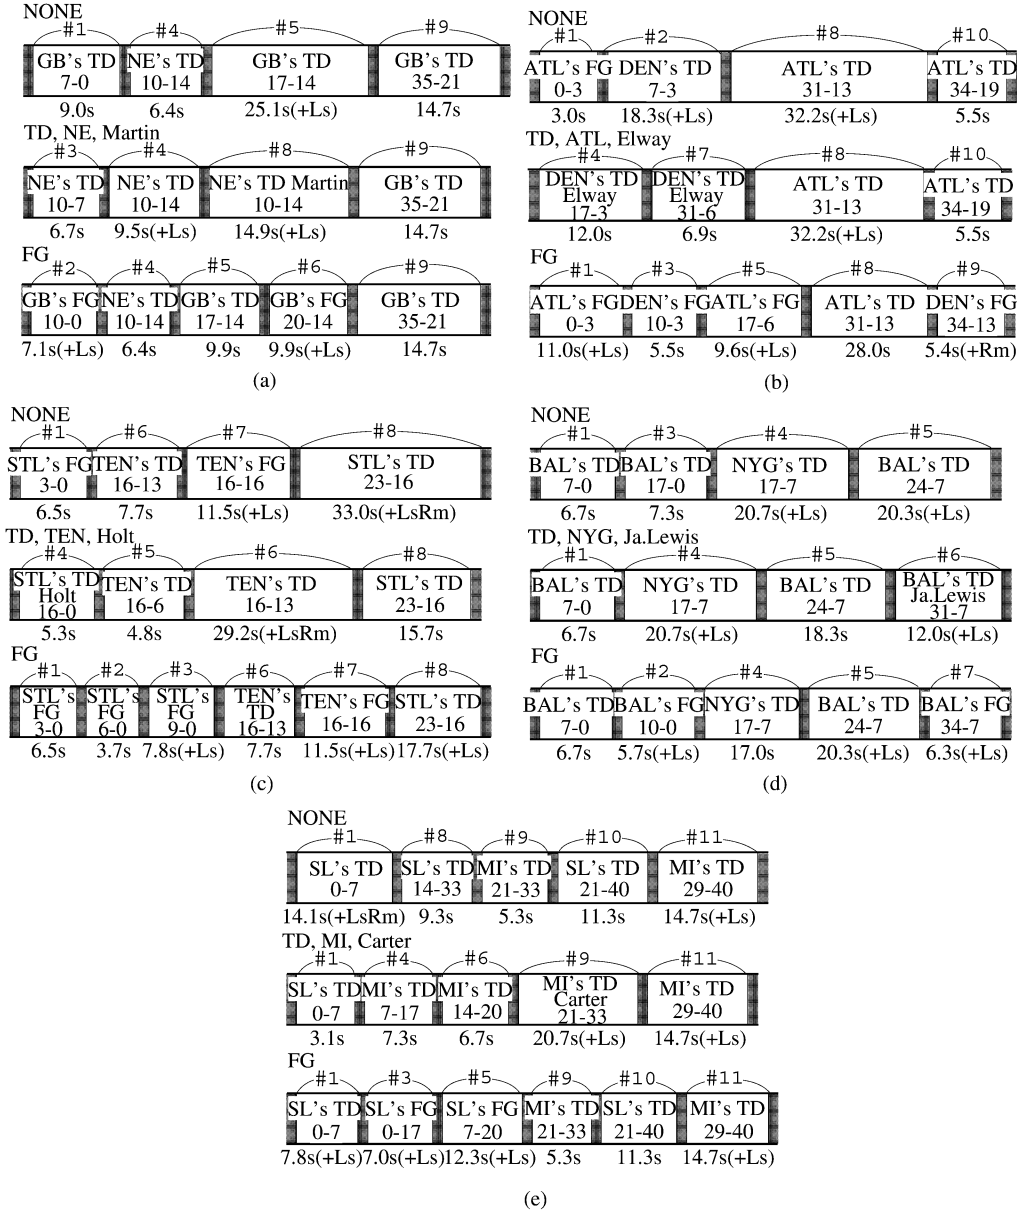 NONE
#1 #4 #5 #9
GB's TD NE's TD GB's TD GB's TD
7-0 10-14 17-14 35-21
9.0s 6.4s 25.1s(+Ls) 14.7s
TD, NE, Martin
#3 #4 #8 #9
NE's TD NE's TD NE's TD Martin GB's TD
10-7 10-14 10-14 35-21
6.7s 9.5s(+Ls) 14.9s(+Ls) 14.7s
FG
#2 #4 #5 #6 #9
GB's FG NE's TD GB's TD GB's FG GB's TD
10-0 10-14 17-14 20-14 35-21
7.1s(+Ls) 6.4s 9.9s 9.9s(+Ls) 14.7s
(a)
NONE
#1 #2 #8 #10
ATL's FG DEN's TD ATL's TD ATL's TD
0-3 7-3 31-13 34-19
3.0s 18.3s(+Ls) 32.2s(+Ls) 5.5s
TD, ATL, Elway
#4 #7 #8 #10
DEN's TD DEN's TD ATL's TD ATL's TD
Elway Elway
17-3 31-6 31-13 34-19
12.0s 6.9s 32.2s(+Ls) 5.5s
FG
#1 #3 #5 #8 #9
ATL's FG DEN's FG ATL's FG ATL's TD DEN's FG
0-3 10-3 17-6 31-13 34-13
11.0s(+Ls) 5.5s 9.6s(+Ls) 28.0s 5.4s(+Rm)
(b)
NONE
#1 #6 #7 #8
STL's FG TEN's TD TEN's FG STL's TD
3-0 16-13 16-16 23-16
6.5s 7.7s 11.5s(+Ls) 33.0s(+LsRm)
TD, TEN, Holt
#4 #5 #6 #8
STL's TD TEN's TD TEN's TD STL's TD
Holt
16-0 16-6 16-13 23-16
5.3s 4.8s 29.2s(+LsRm) 15.7s
FG
#1 #2 #3 #6 #7 #8
STL's STL's STL's TEN's TEN's FG STL's TD
FG FG FG TD
3-0 6-0 9-0 16-13 16-16 23-16
6.5s 3.7s 7.8s(+Ls) 7.7s 11.5s(+Ls) 17.7s(+Ls)
(c)
NONE
#1 #3 #4 #5
BAL's TD BAL's TD NYG's TD BAL's TD
7-0 17-0 17-7 24-7
6.7s 7.3s 20.7s(+Ls) 20.3s(+Ls)
TD, NYG, Ja.Lewis
#1 #4 #5 #6
BAL's TD NYG's TD BAL's TD BAL's TD
Ja.Lewis
7-0 17-7 24-7 31-7
6.7s 20.7s(+Ls) 18.3s 12.0s(+Ls)
FG
#1 #2 #4 #5 #7
BAL's TD BAL's FG NYG's TD BAL's TD BAL's FG
7-0 10-0 17-7 24-7 34-7
6.7s 5.7s(+Ls) 17.0s 20.3s(+Ls) 6.3s(+Ls)
(d)
NONE
#1 #8 #9 #10 #11
SL's TD SL's TD MI's TD SL's TD MI's TD
0-7 14-33 21-33 21-40 29-40
14.1s(+LsRm) 9.3s 5.3s 11.3s 14.7s(+Ls)
TD, MI, Carter
#1 #4 #6 #9 #11
SL's TD MI's TD MI's TD MI's TD MI's TD
Carter
0-7 7-17 14-20 21-33 29-40
3.1s 7.3s 6.7s 20.7s(+Ls) 14.7s(+Ls)
FG
#1 #3 #5 #9 #10 #11
SL's TD SL's FG SL's FG MI's TD SL's TD MI's TD
0-7 0-17 7-20 21-33 21-40 29-40
7.8s(+Ls) 7.0s(+Ls) 12.3s(+Ls) 5.3s 11.3s 14.7s(+Ls)
(e)